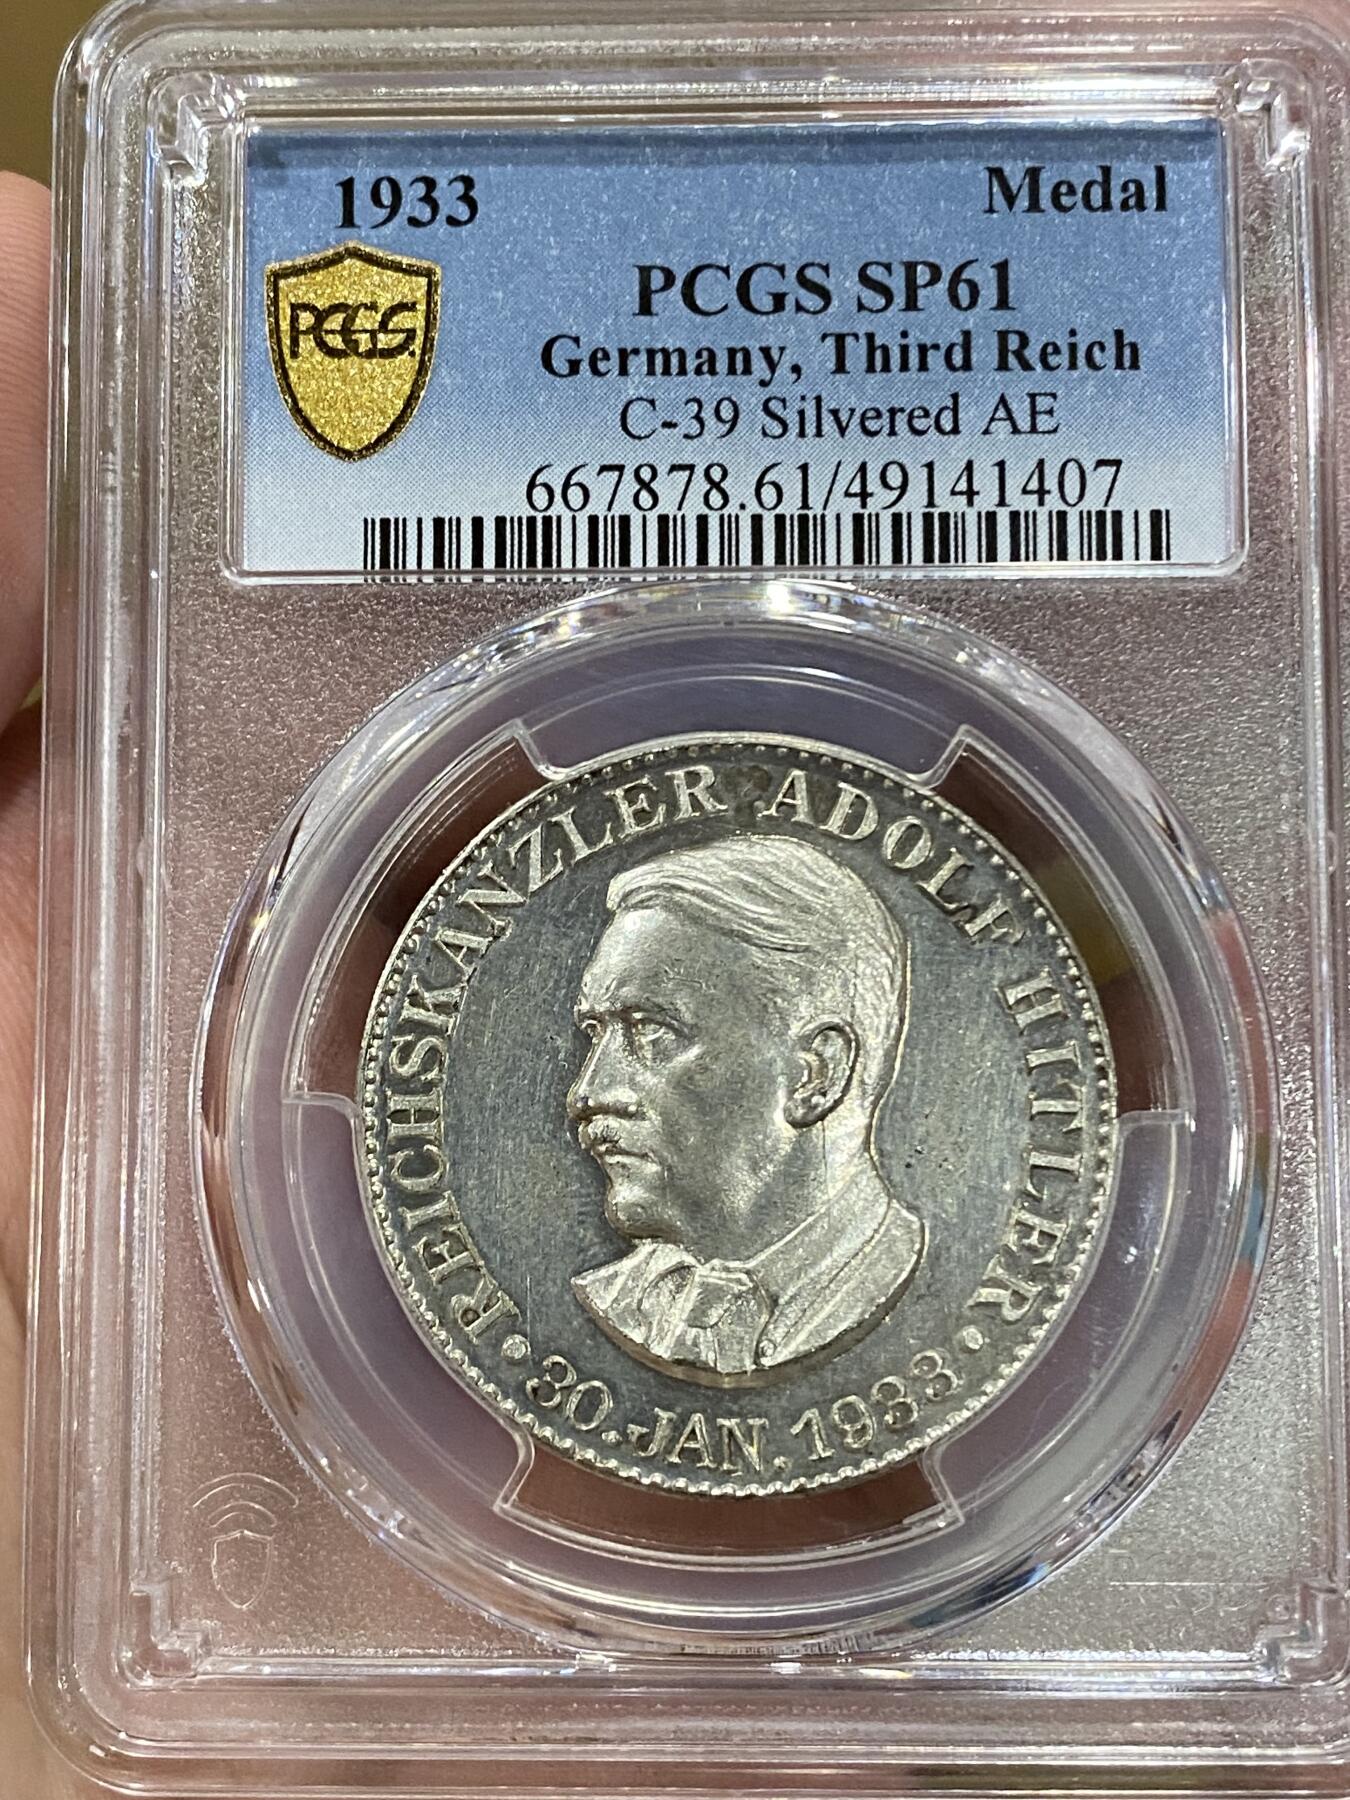 1933
Medal
PCGS
PCGS SP61
Germany, Third Reich
C-39 Silvered AE
667878.61/49141407
• REICHSKANZLER ADOLF HITLER •
30. JAN. 1933